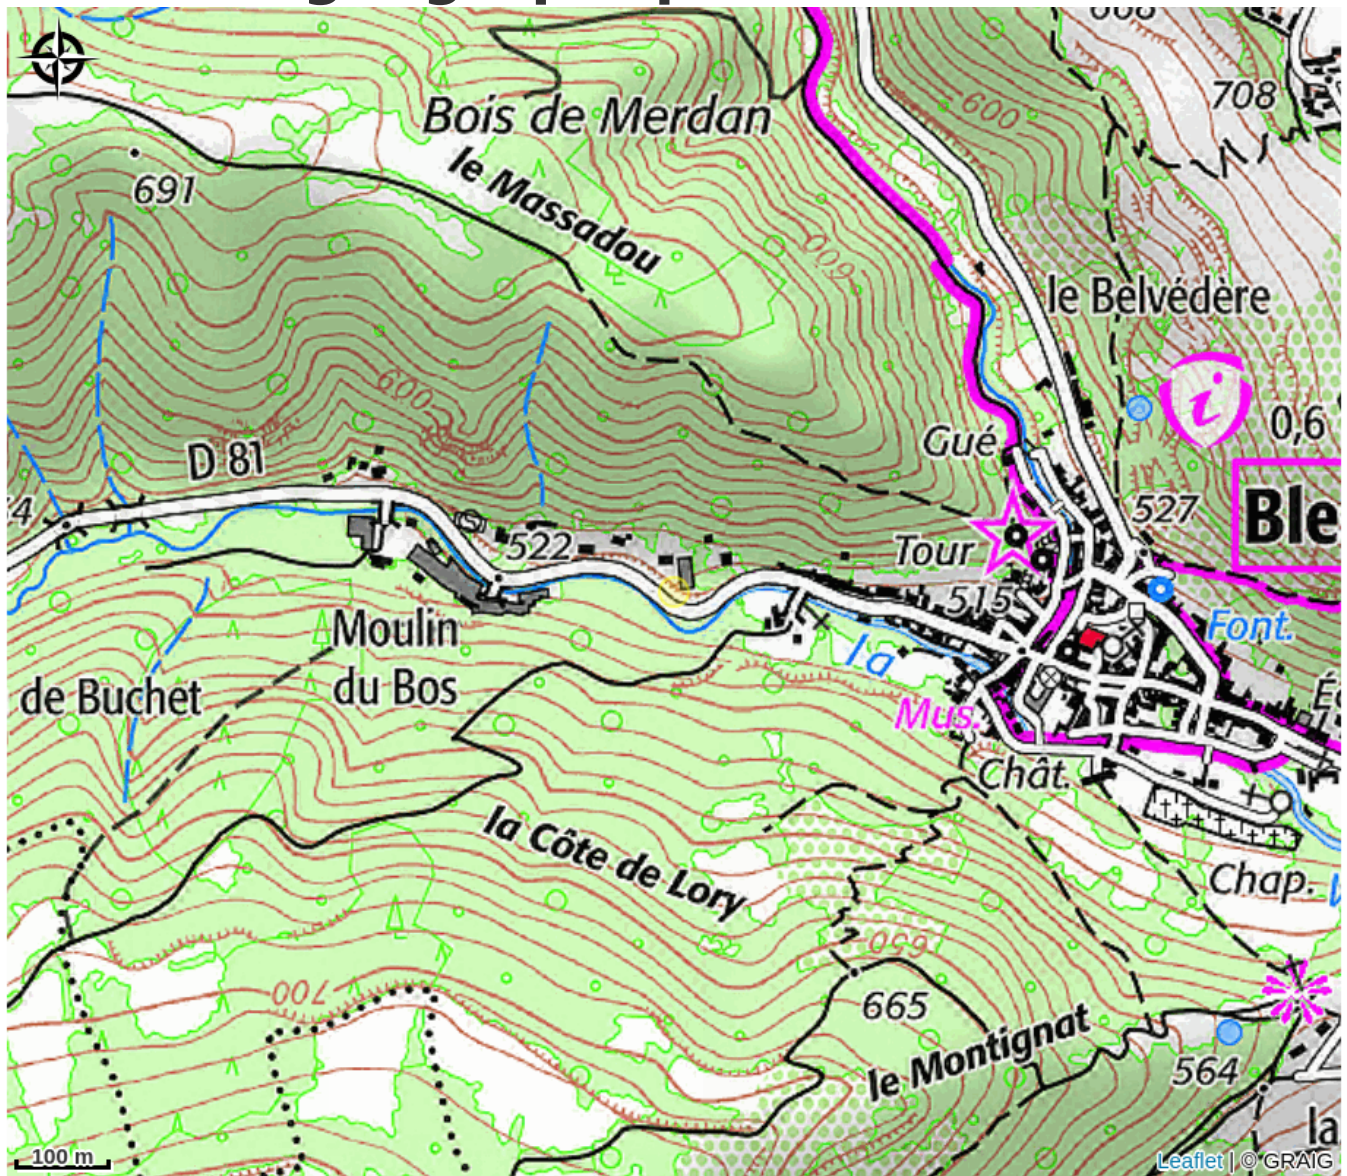 Bois de Merdan
708
600
le Massadou
691
600
le Belvédère
0,6
600
Gué
D 81
527
Ble
4
522
Tour
515
Font.
Moulin
du Bos
la
de Buchet
Mus.
Chât.
la Côte de Lory
Chap.
650
700
665
le Montignat
564
la
100 m
Leaflet | © GRAIG